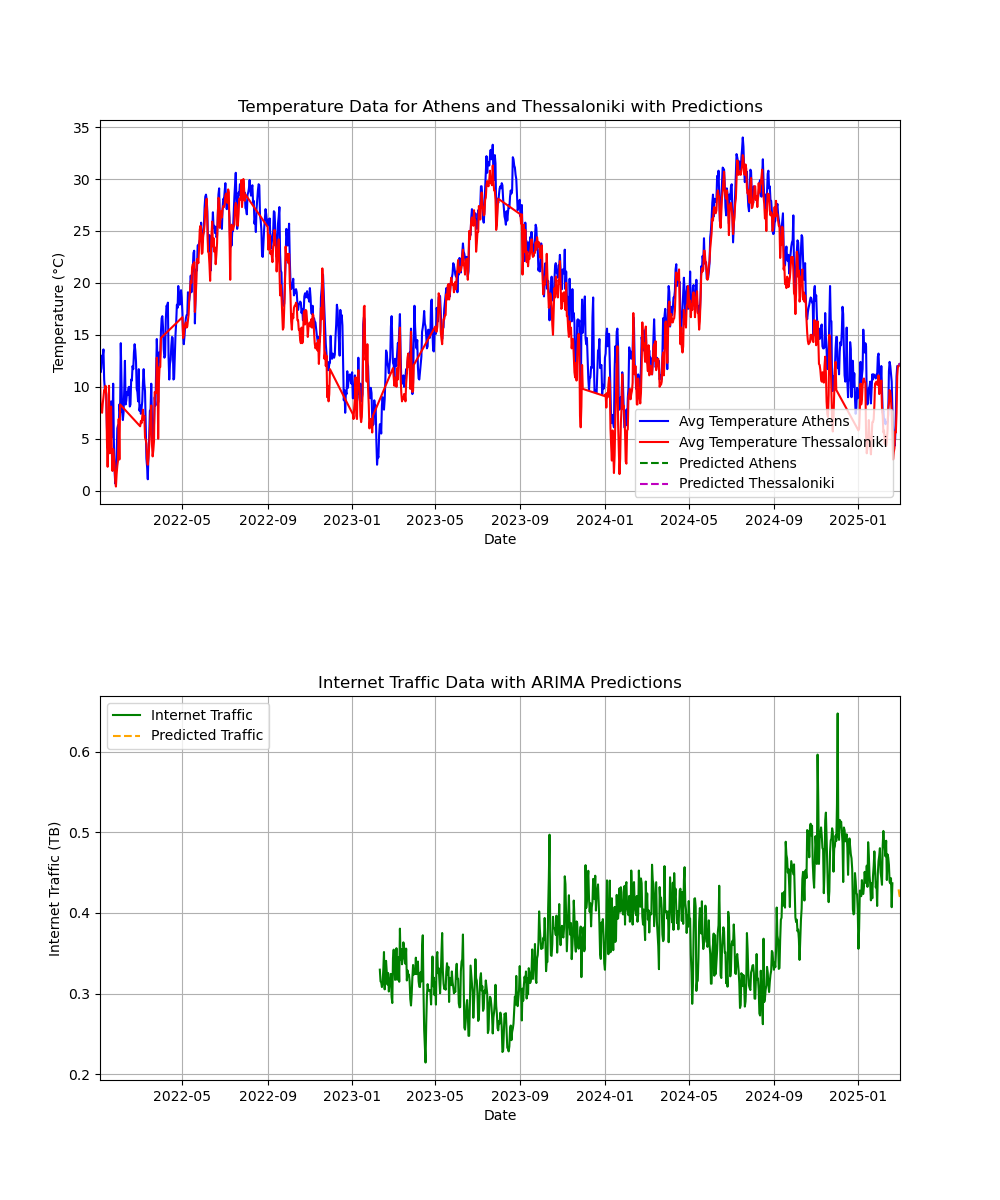 Temperature Data for Athens and Thessaloniki with Predictions
35
30
25
20
15
10
5
0
Temperature (°C)
Avg Temperature Athens
Avg Temperature Thessaloniki
Predicted Athens
Predicted Thessaloniki
2022-05 2022-09 2023-01 2023-05 2023-09 2024-01 2024-05 2024-09 2025-01
Date
Internet Traffic Data with ARIMA Predictions
Internet Traffic
Predicted Traffic
0.6
0.5
0.4
0.3
0.2
Internet Traffic (TB)
2022-05 2022-09 2023-01 2023-05 2023-09 2024-01 2024-05 2024-09 2025-01
Date